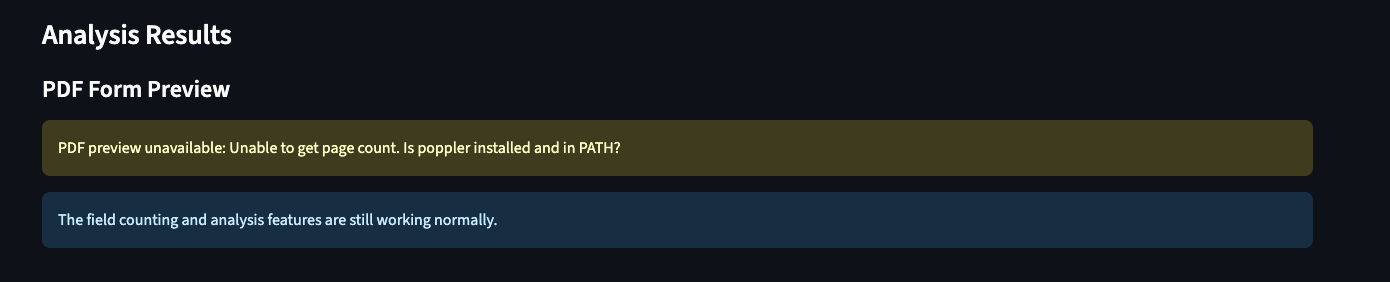 Analysis Results
PDF Form Preview
PDF preview unavailable: Unable to get page count. Is poppler installed and in PATH?
The field counting and analysis features are still working normally.